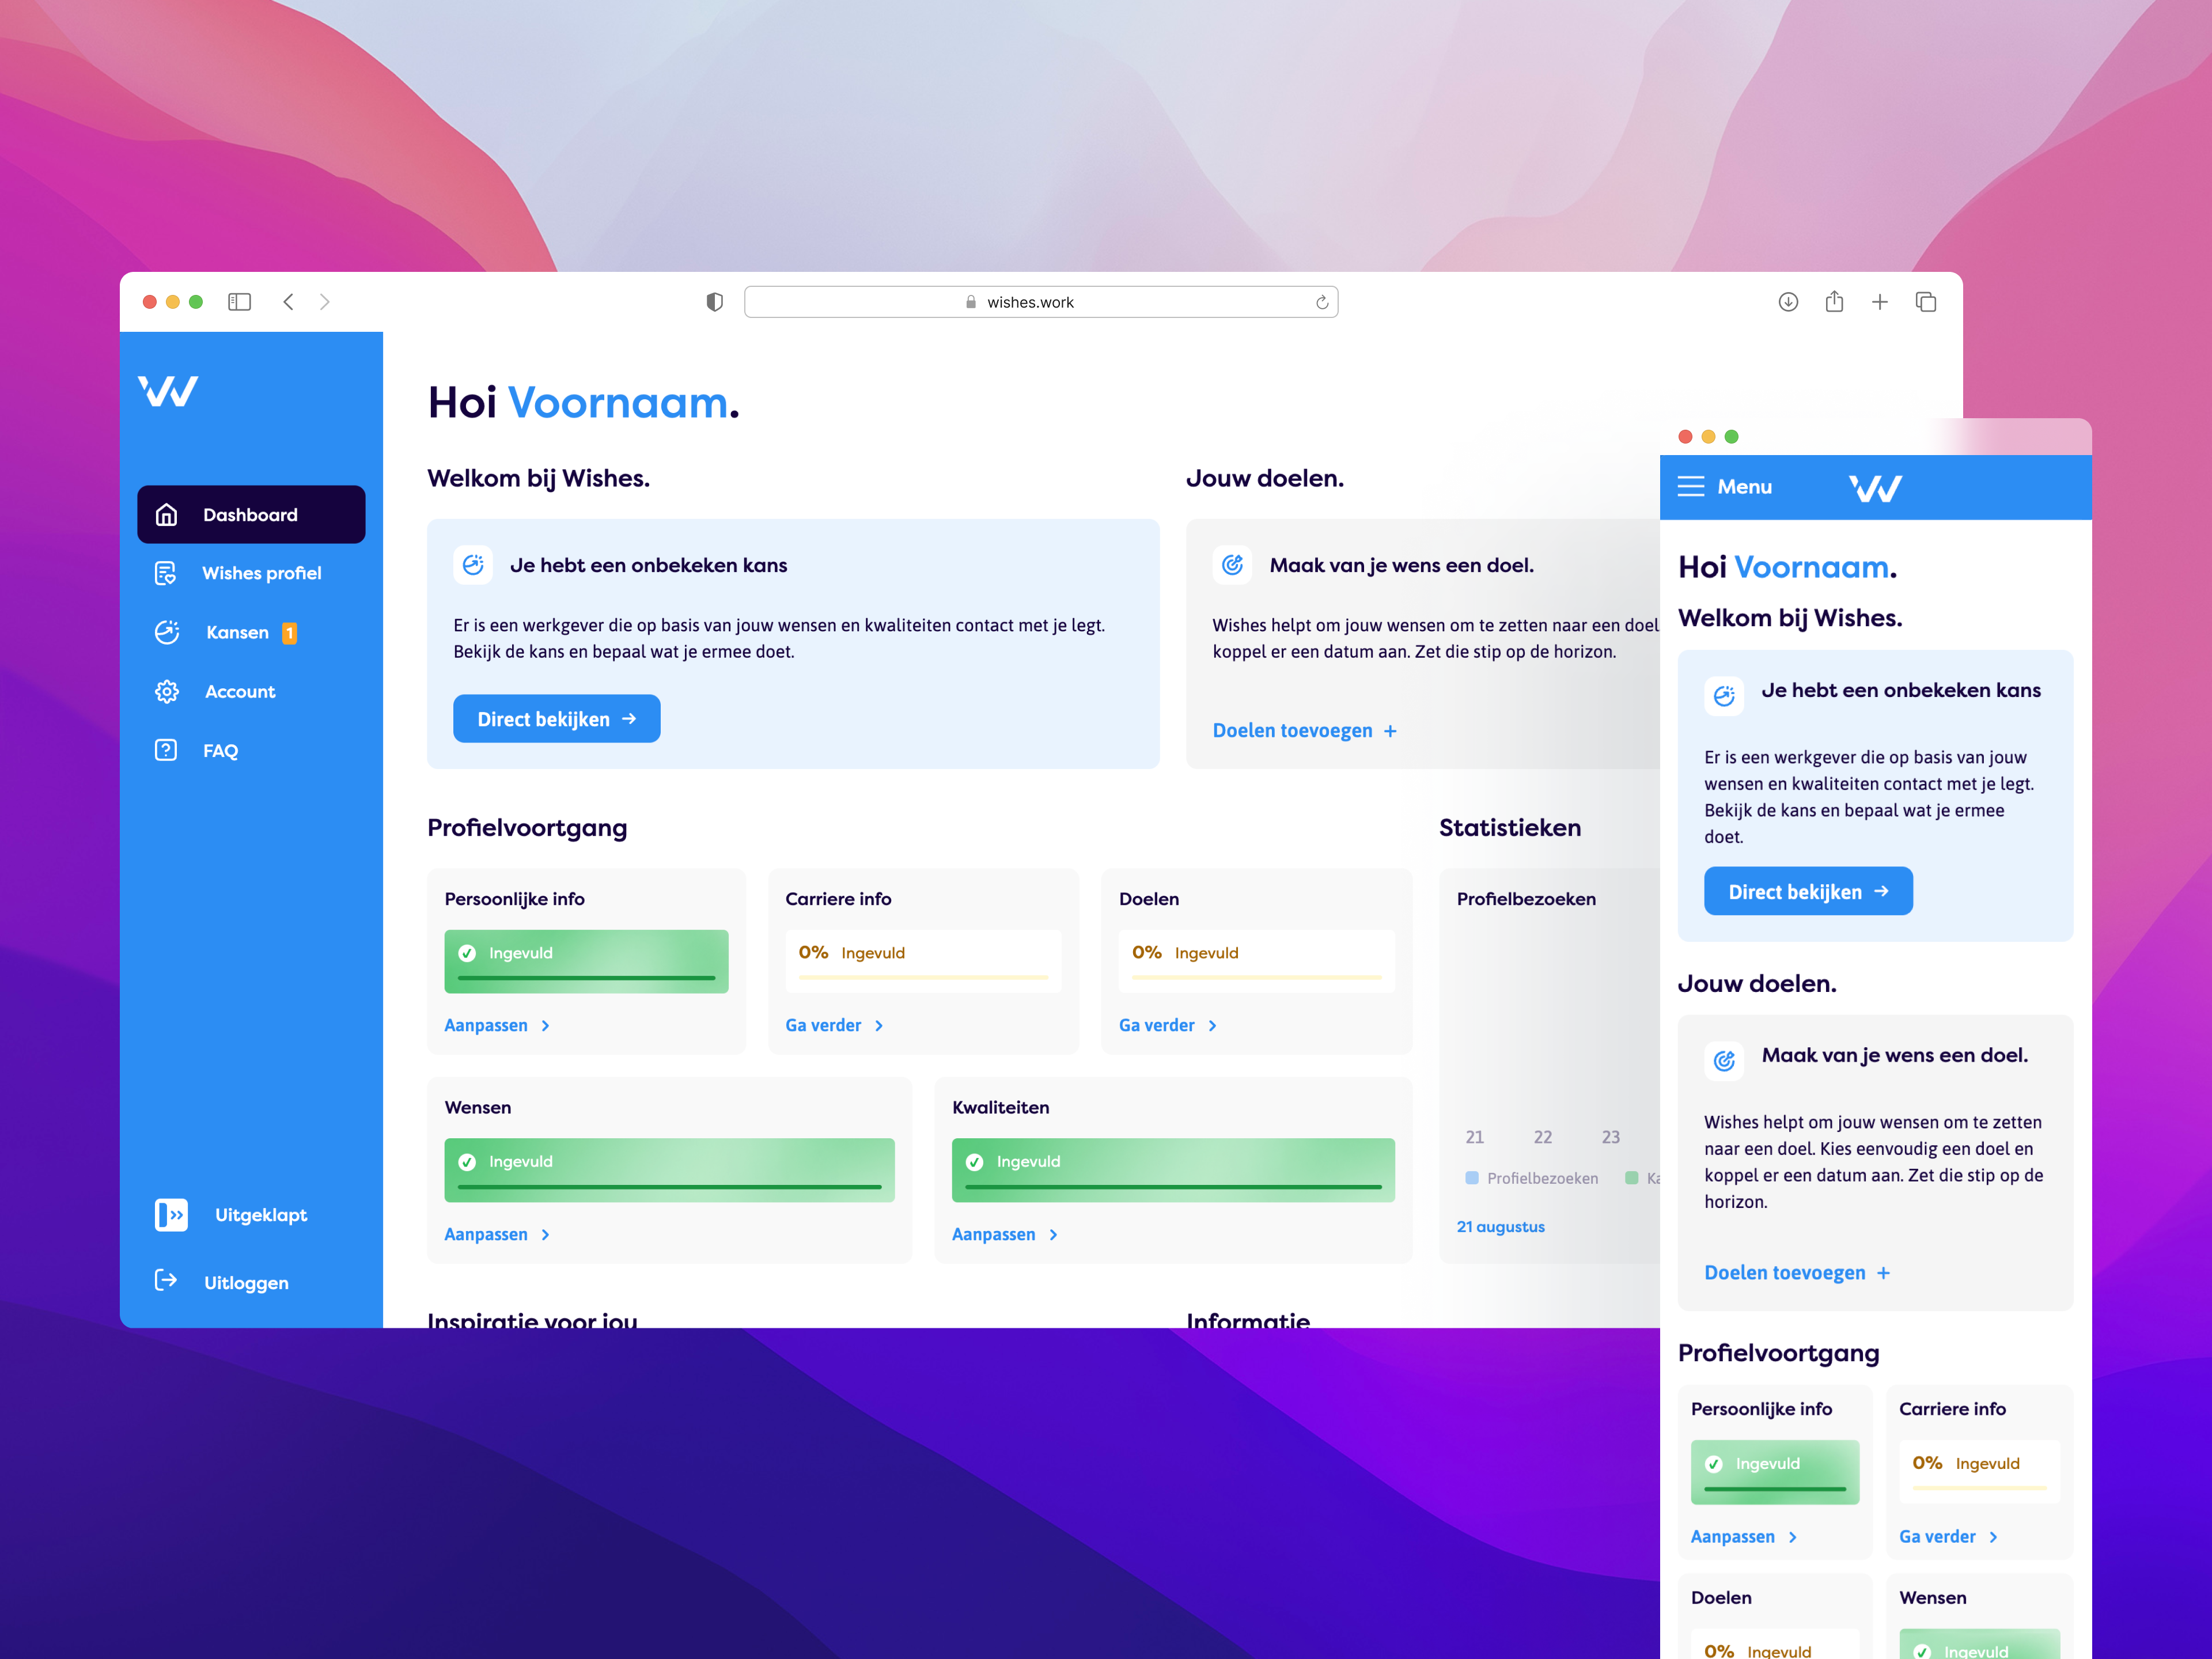 wishes.work
Dashboard
Wishes profiel
Kansen 1
Account
FAQ
Uitgeklapt
Uitloggen
Hoi Voornaam.
Welkom bij Wishes.
Je hebt een onbekeken kans
Er is een werkgever die op basis van jouw wensen en kwaliteiten contact met je legt.
Bekijk de kans en bepaal wat je ermee doet.
Direct bekijken →
Jouw doelen.
Maak van je wens een doel.
Wishes helpt om jouw wensen om te zetten naar een doel
koppel er een datum aan. Zet die stip op de horizon.
Doelen toevoegen +
Profielvoortgang
Persoonlijke info
Ingevuld
Aanpassen >
Carriere info
0% Ingevuld
Ga verder >
Doelen
0% Ingevuld
Ga verder >
Wensen
Ingevuld
Aanpassen >
Kwaliteiten
Ingevuld
Aanpassen >
Statistieken
Profielbezoeken
21 22 23
Profielbezoeken
21 augustus
Inspiratie voor jou
Informatie
Menu
Hoi Voornaam.
Welkom bij Wishes.
Je hebt een onbekeken kans
Er is een werkgever die op basis van jouw
wensen en kwaliteiten contact met je legt.
Bekijk de kans en bepaal wat je ermee
doet.
Direct bekijken →
Jouw doelen.
Maak van je wens een doel.
Wishes helpt om jouw wensen om te zetten
naar een doel. Kies eenvoudig een doel en
koppel er een datum aan. Zet die stip op de
horizon.
Doelen toevoegen +
Profielvoortgang
Persoonlijke info
Ingevuld
Aanpassen >
Carriere info
0% Ingevuld
Ga verder >
Doelen
0% Ingevuld
Wensen
Ingevuld